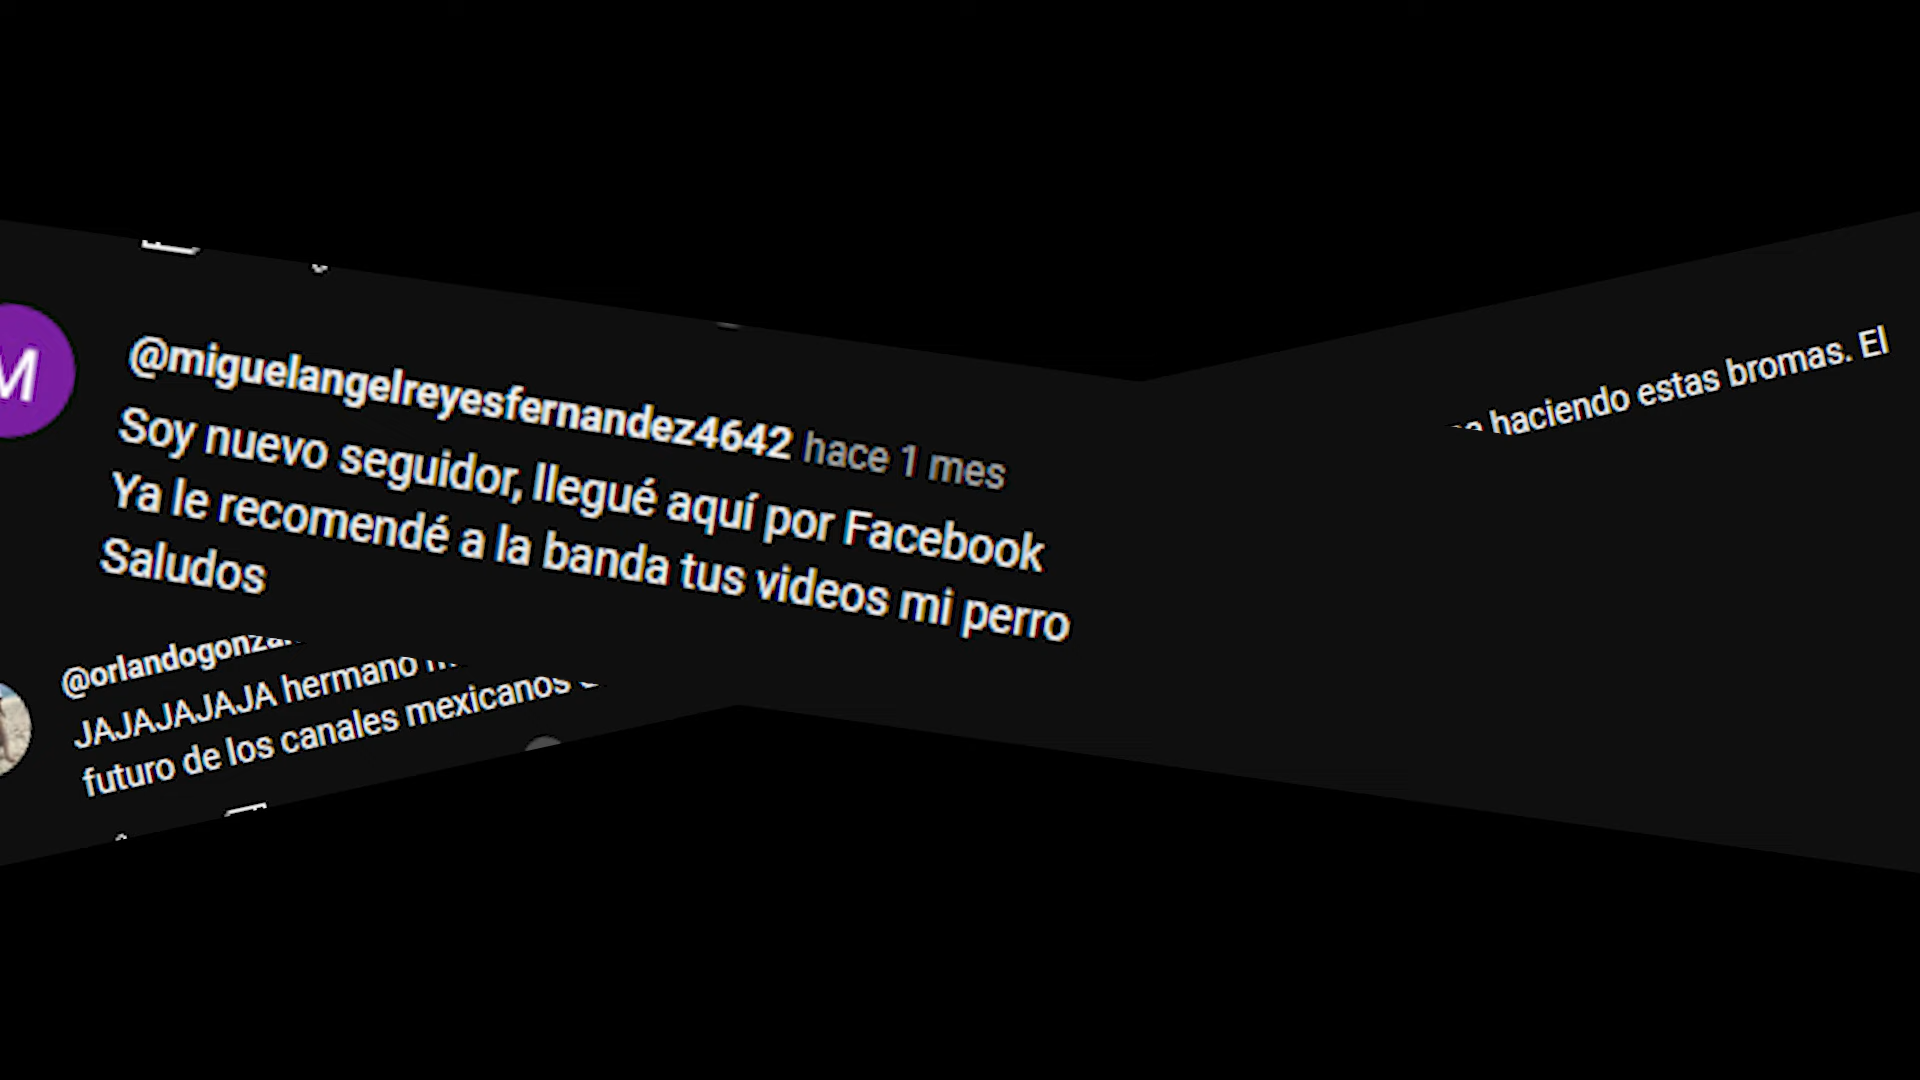 @miguelangelreyesfernandez4642 hace 1 mes
Soy nuevo seguidor, llegué aquí por Facebook
Ya le recomendé a la banda tus videos mi perro
Saludos
JAJAJAJAJA hermano
haciendo estas bromas. El
futuro de los canales mexicanos